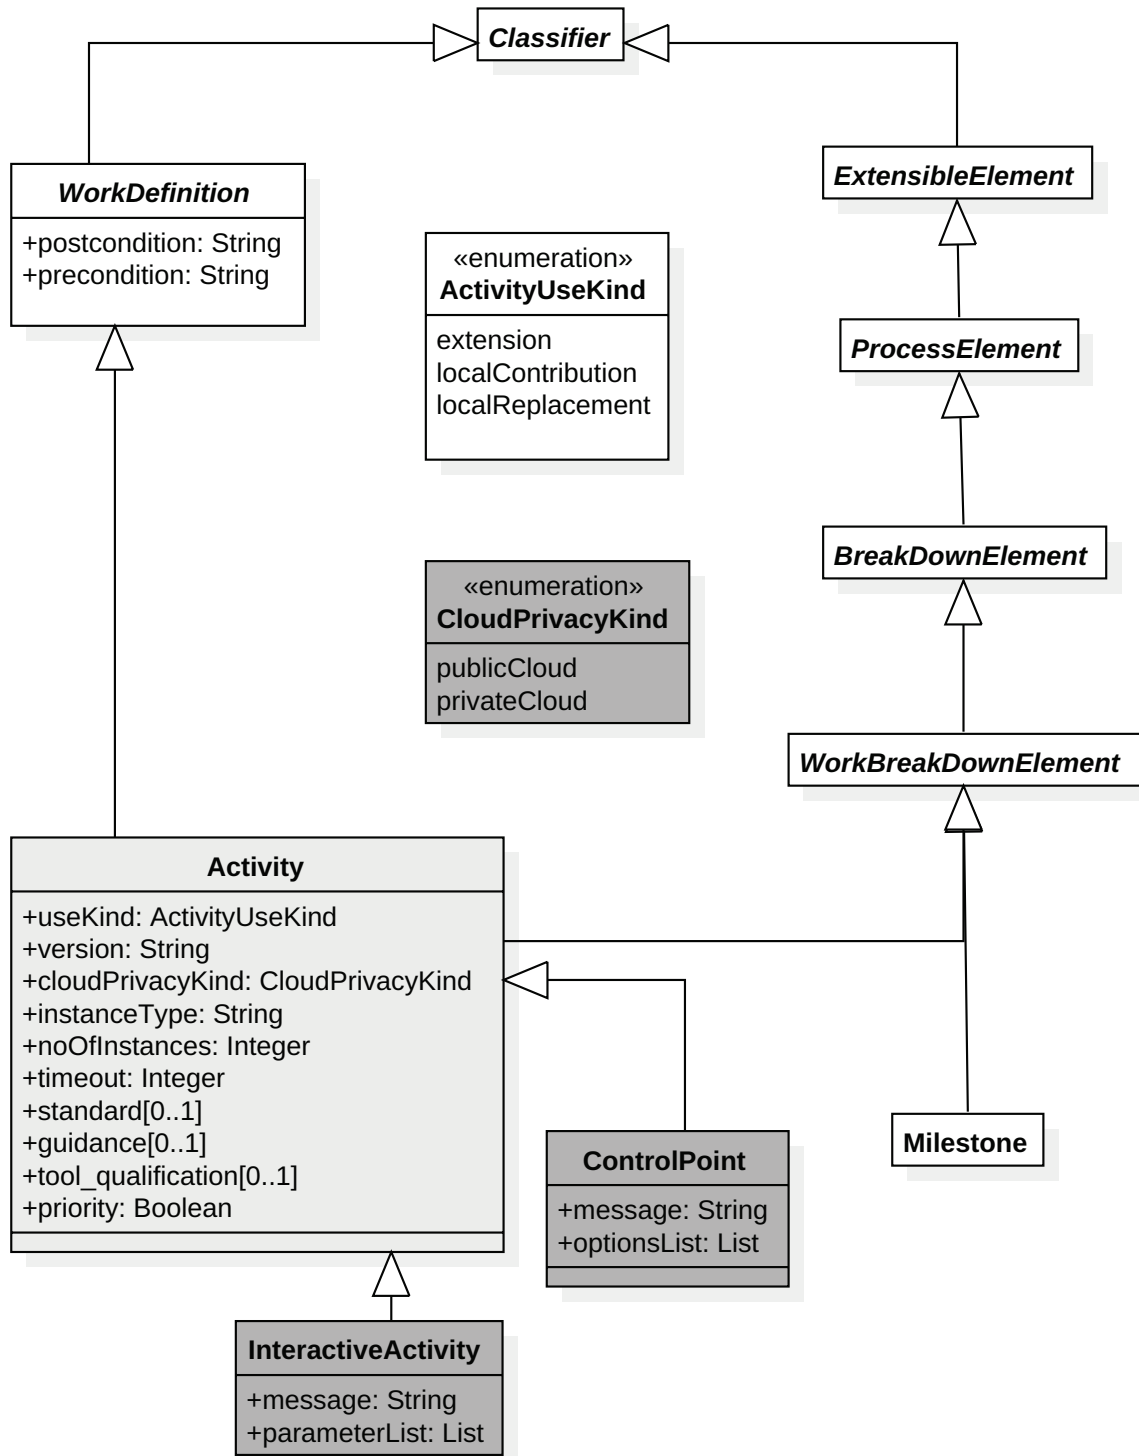 Classifier
WorkDefinition
+postcondition: String
+precondition: String
ExtensibleElement
«enumeration»
ActivityUseKind
extension
localContribution
localReplacement
ProcessElement
BreakDownElement
«enumeration»
CloudPrivacyKind
publicCloud
privateCloud
WorkBreakDownElement
Activity
+useKind: ActivityUseKind
+version: String
+cloudPrivacyKind: CloudPrivacyKind
+instanceType: String
+noOfInstances: Integer
+timeout: Integer
+standard[0..1]
+guidance[0..1]
+tool_qualification[0..1]
+priority: Boolean
Milestone
ControlPoint
+message: String
+optionsList: List
InteractiveActivity
+message: String
+parameterList: List